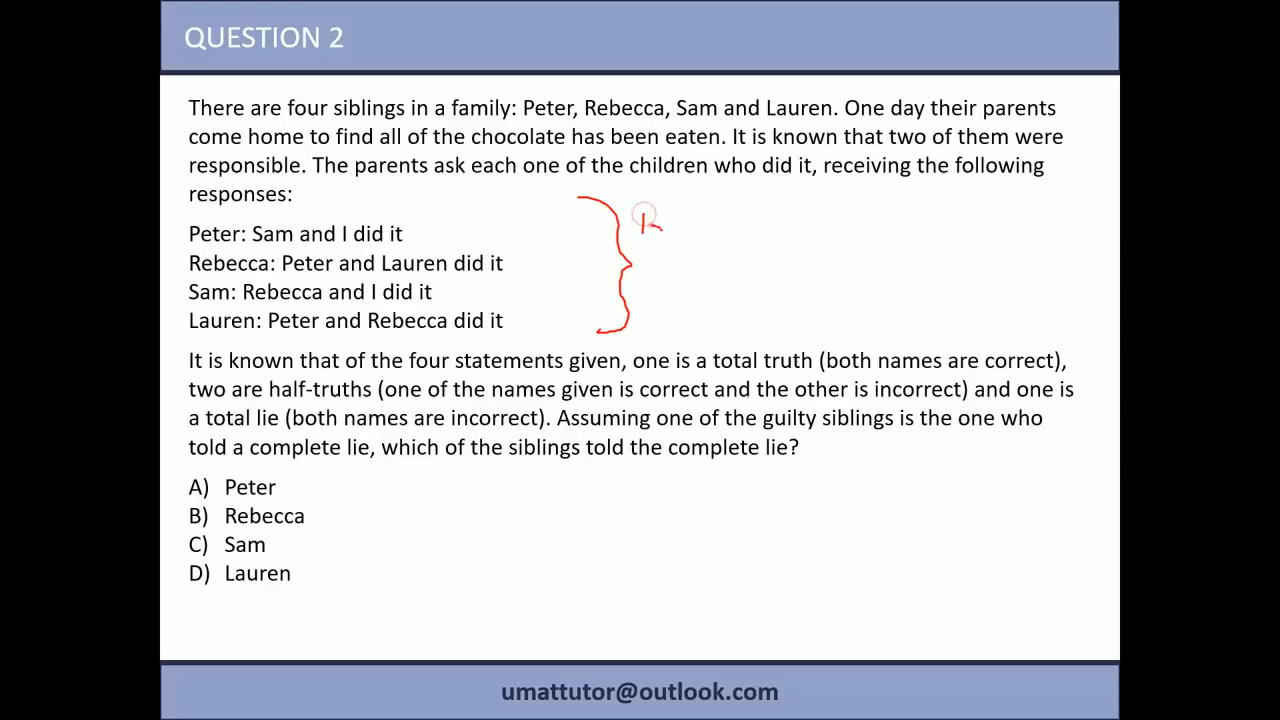 QUESTION 2
There are four siblings in a family: Peter, Rebecca, Sam and Lauren. One day their parents
come home to find all of the chocolate has been eaten. It is known that two of them were
responsible. The parents ask each one of the children who did it, receiving the following
responses:
Peter: Sam and I did it
Rebecca: Peter and Lauren did it
Sam: Rebecca and I did it
Lauren: Peter and Rebecca did it
It is known that of the four statements given, one is a total truth (both names are correct),
two are half-truths (one of the names given is correct and the other is incorrect) and one is
a total lie (both names are incorrect). Assuming one of the guilty siblings is the one who
told a complete lie, which of the siblings told the complete lie?
A) Peter
B) Rebecca
C) Sam
D) Lauren
umattutor@outlook.com